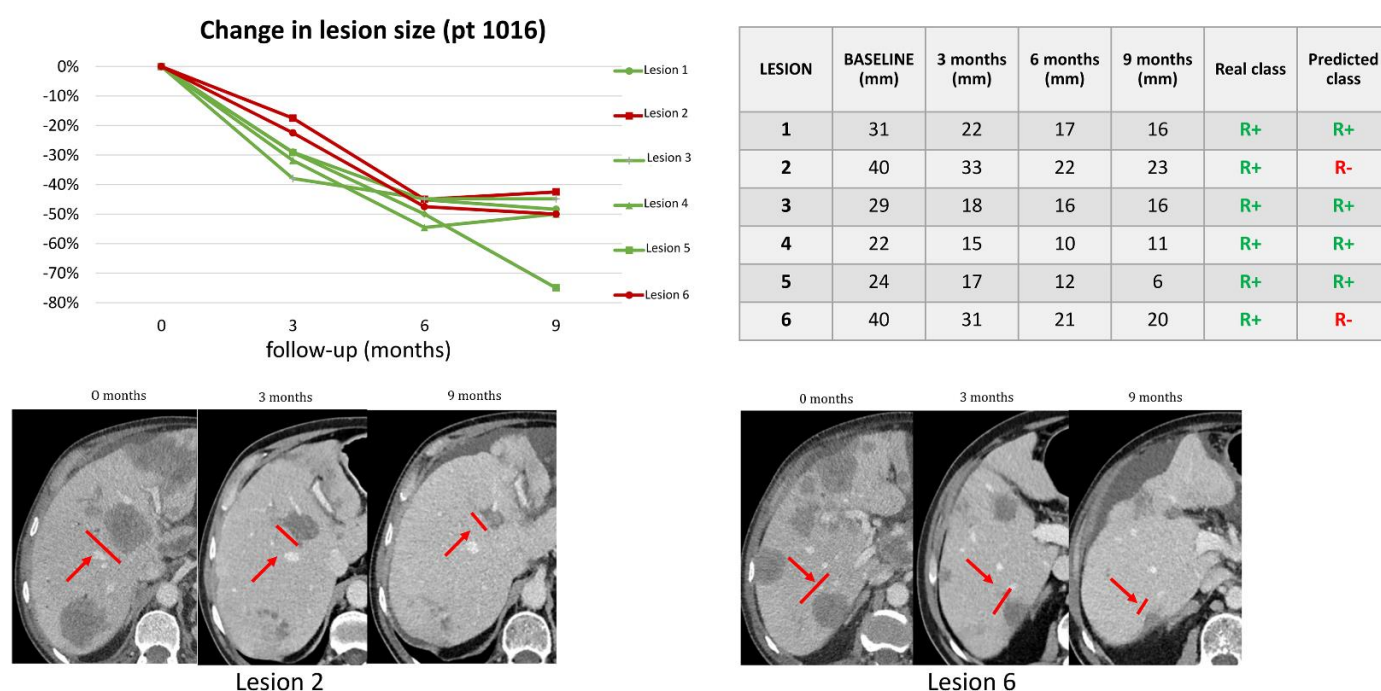 Change in lesion size (pt 1016)
0%
-10%
-20%
-30%
-40%
-50%
-60%
-70%
-80%
0 3 6 9
follow-up (months)
Lesion 1
Lesion 2
Lesion 3
Lesion 4
Lesion 5
Lesion 6
LESION BASELINE (mm) 3 months (mm) 6 months (mm) 9 months (mm) Real class Predicted class
1 31 22 17 16 R+ R+
2 40 33 22 23 R+ R-
3 29 18 16 16 R+ R+
4 22 15 10 11 R+ R+
5 24 17 12 6 R+ R+
6 40 31 21 20 R+ R-
0 months 3 months 9 months
Lesion 2
0 months 3 months 9 months
Lesion 6